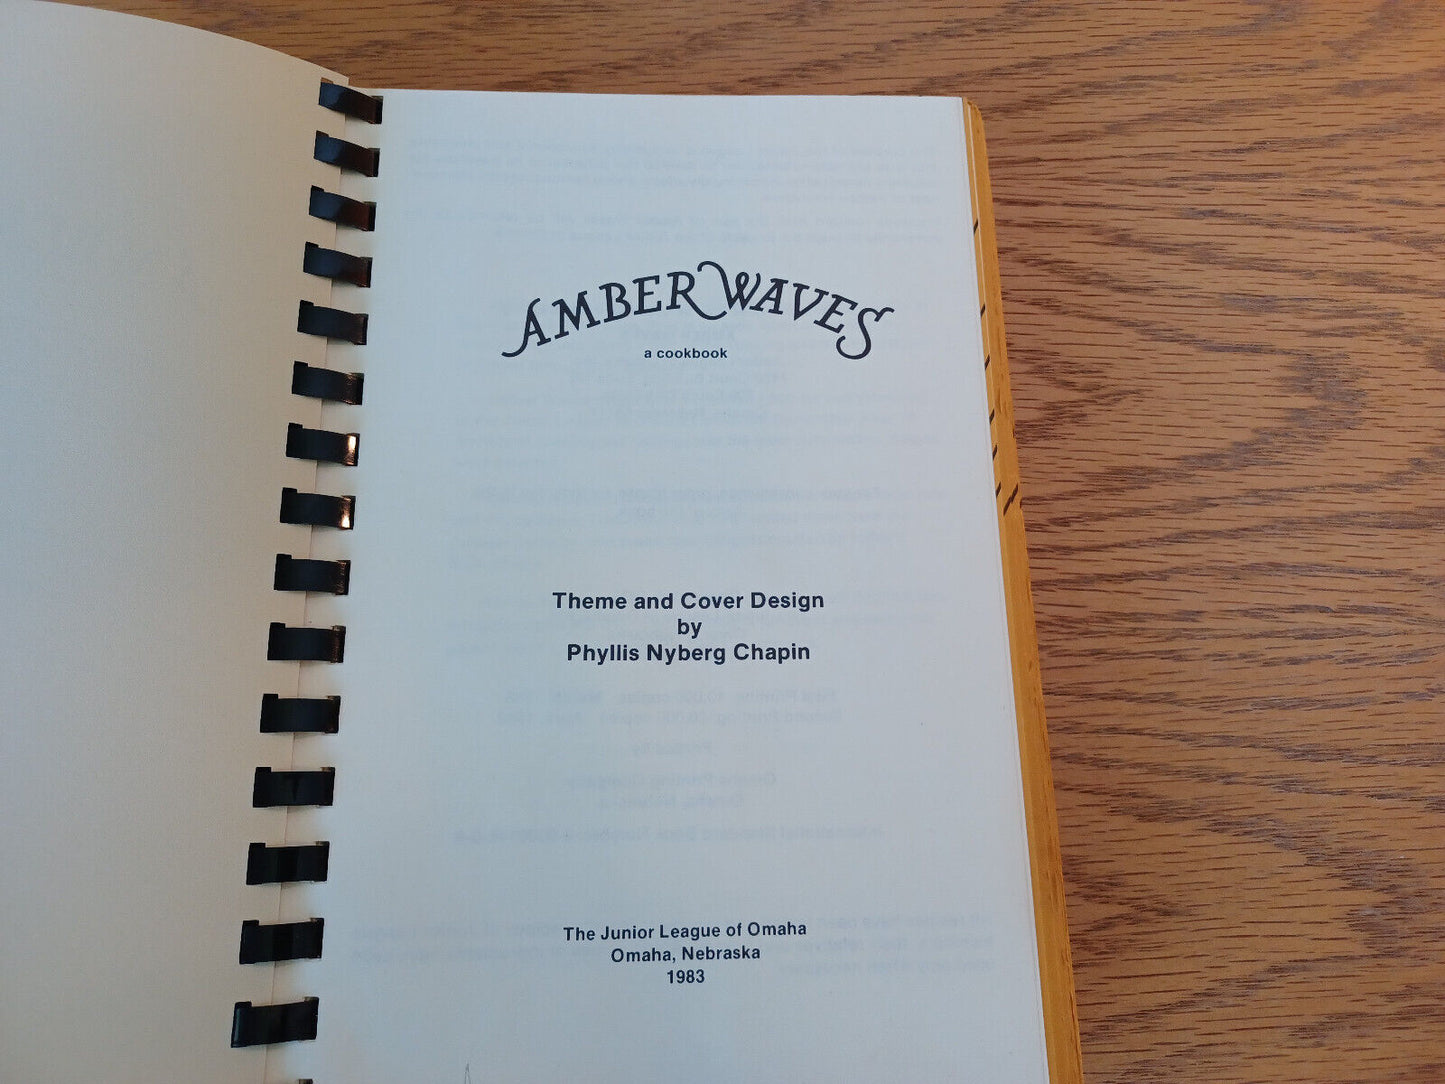 AMBER WAVES
a cookbook
Theme and Cover Design
by
Phyllis Nyberg Chapin
The Junior League of Omaha
Omaha, Nebraska
1983